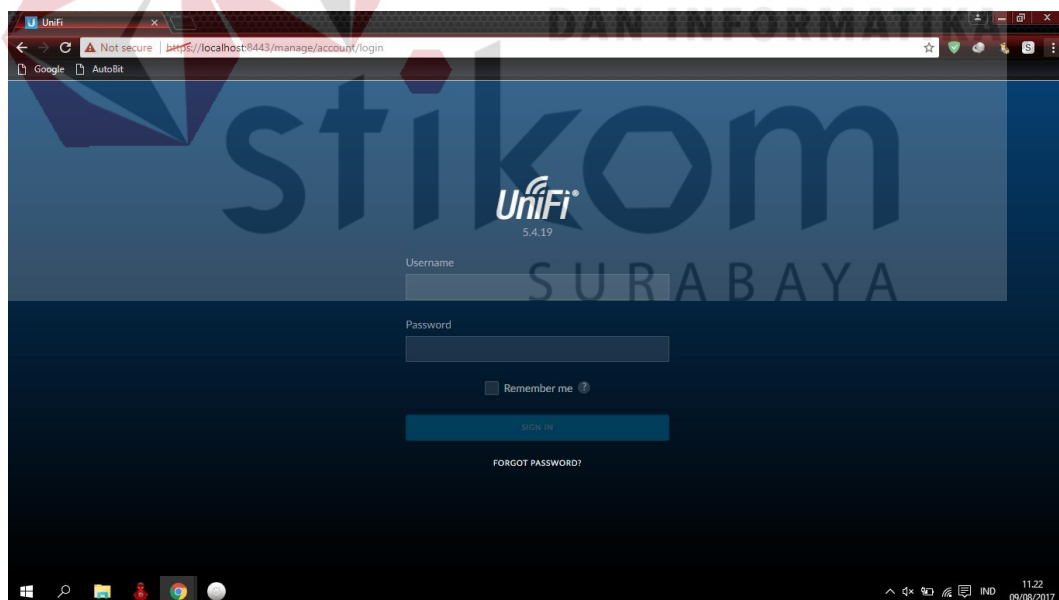 DAN INFORMATIKA
UniFi
Not secure | https://localhost:8443/manage/account/login
Google AutoBit
stikom
SURABAYA
UniFi®
5.4.19
Username
Password
Remember me ?
SIGN IN
FORGOT PASSWORD?
IND
11.22
09/08/2017